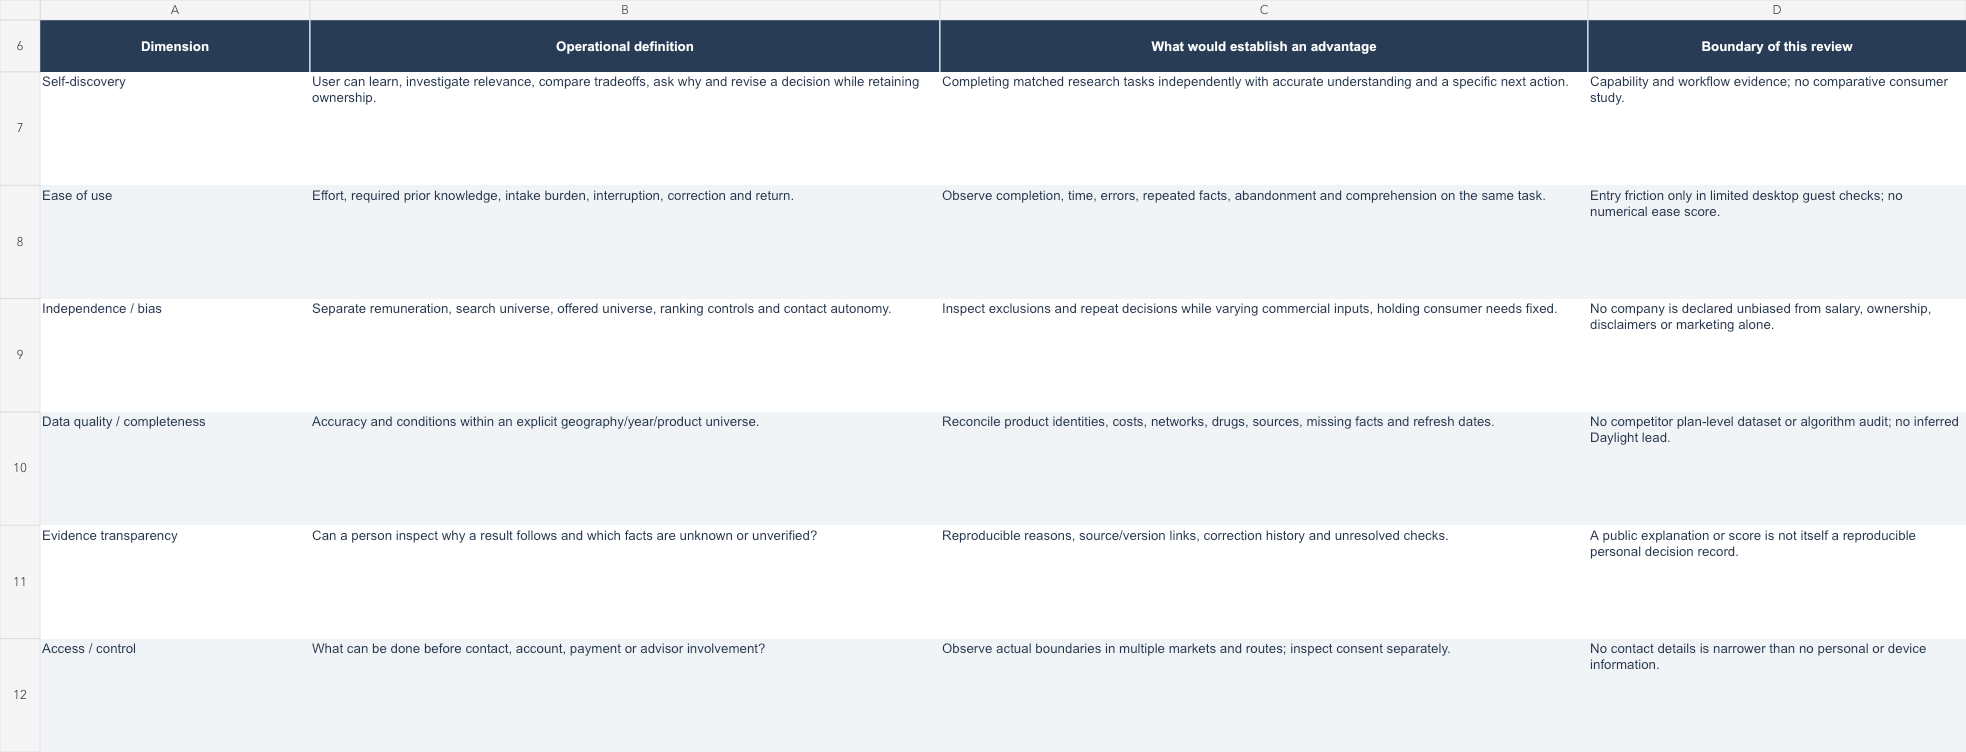 A B C D
6 Dimension Operational definition What would establish an advantage Boundary of this review
7 Self-discovery User can learn, investigate relevance, compare tradeoffs, ask why and revise a decision while retaining ownership. Completing matched research tasks independently with accurate understanding and a specific next action. Capability and workflow evidence; no comparative consumer study.
8 Ease of use Effort, required prior knowledge, intake burden, interruption, correction and return. Observe completion, time, errors, repeated facts, abandonment and comprehension on the same task. Entry friction only in limited desktop guest checks; no numerical ease score.
9 Independence / bias Separate remuneration, search universe, offered universe, ranking controls and contact autonomy. Inspect exclusions and repeat decisions while varying commercial inputs, holding consumer needs fixed. No company is declared unbiased from salary, ownership, disclaimers or marketing alone.
10 Data quality / completeness Accuracy and conditions within an explicit geography/year/product universe. Reconcile product identities, costs, networks, drugs, sources, missing facts and refresh dates. No competitor plan-level dataset or algorithm audit; no inferred Daylight lead.
11 Evidence transparency Can a person inspect why a result follows and which facts are unknown or unverified? Reproducible reasons, source/version links, correction history and unresolved checks. A public explanation or score is not itself a reproducible personal decision record.
12 Access / control What can be done before contact, account, payment or advisor involvement? Observe actual boundaries in multiple markets and routes; inspect consent separately. No contact details is narrower than no personal or device information.